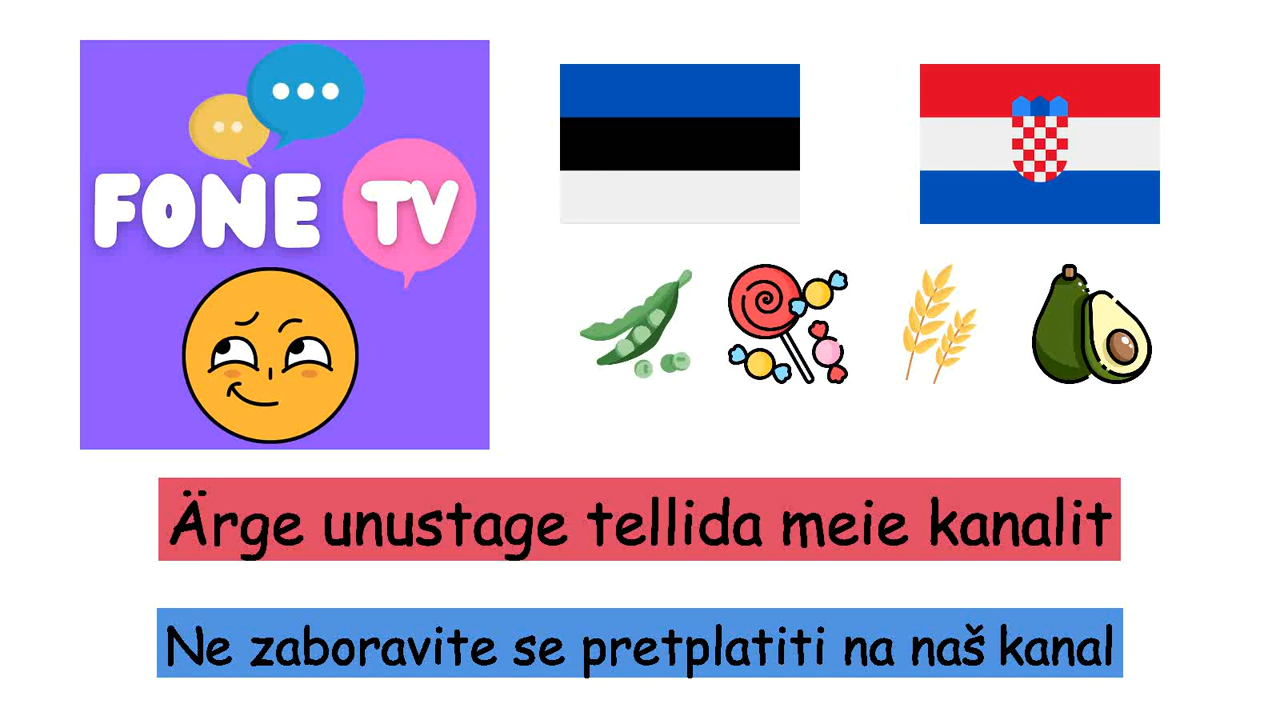 FONE TV
Ärge unustage tellida meie kanalit
Ne zaboravite se pretplatiti na naš kanal